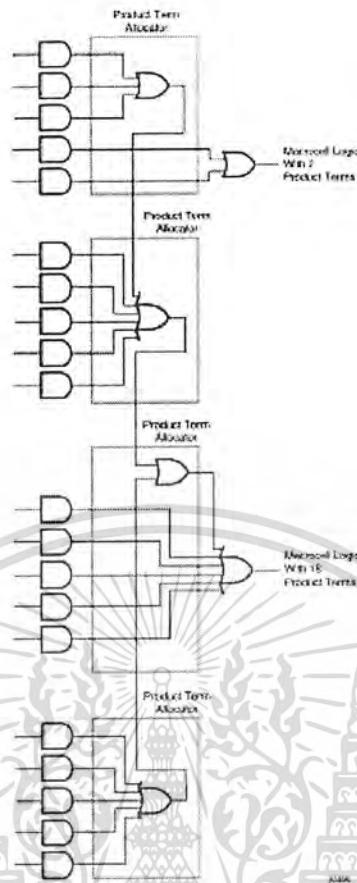 Product Term
Allocator
Macrocell Logic
With 2
Product Terms
Product Term
Allocator
Product Term
Allocator
Macrocell Logic
With 18
Product Terms
Product Term
Allocator